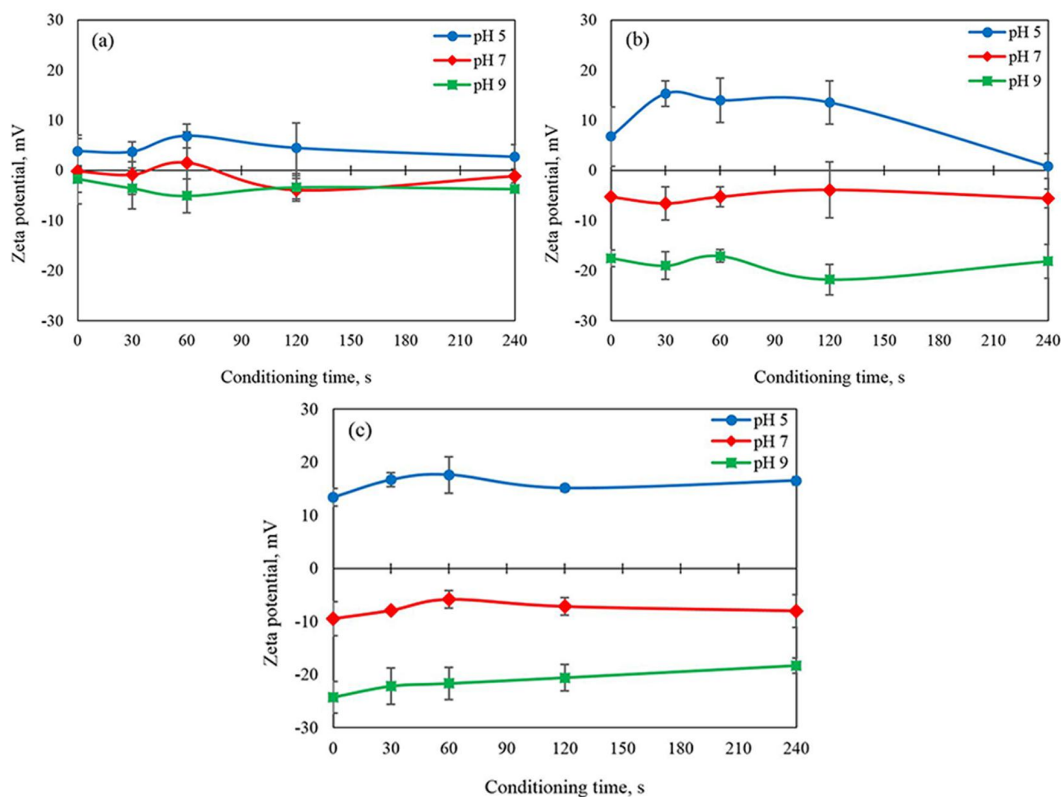 (a)
pH 5
pH 7
pH 9
30
20
10
0
-10
-20
-30
Zeta potential, mV
0 30 60 90 120 150 180 210 240
Conditioning time, s
(b)
pH 5
pH 7
pH 9
30
20
10
0
-10
-20
-30
Zeta potential, mV
0 30 60 90 120 150 180 210 240
Conditioning time, s
(c)
pH 5
pH 7
pH 9
30
20
10
0
-10
-20
-30
Zeta potential, mV
0 30 60 90 120 150 180 210 240
Conditioning time, s